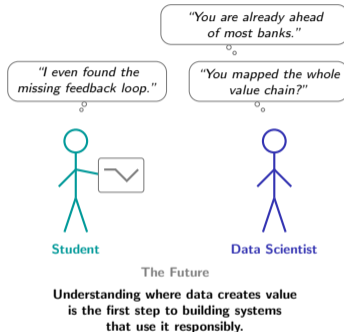 "You are already ahead
of most banks."
"I even found the
missing feedback loop."
"You mapped the whole
value chain?"
Student
Data Scientist
The Future
Understanding where data creates value
is the first step to building systems
that use it responsibly.